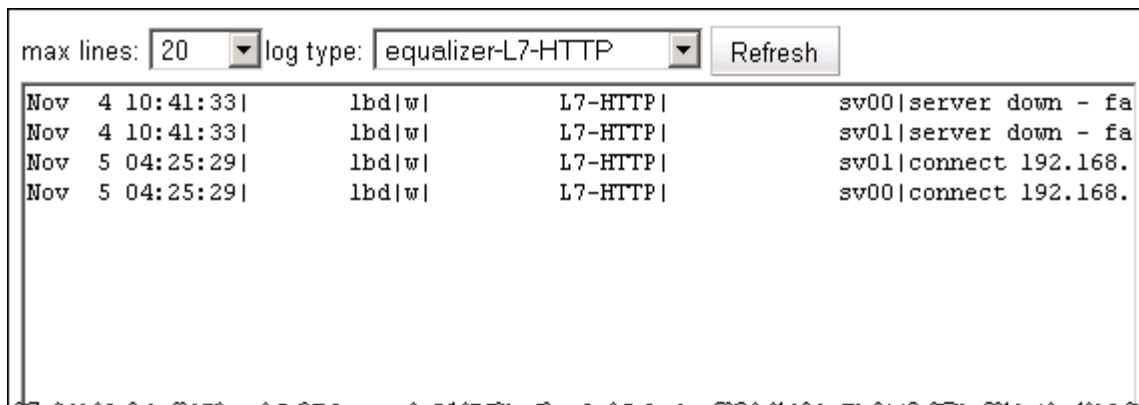 max lines: 20 log type: equalizer-L7-HTTP Refresh
Nov 4 10:41:33| lbd|w| L7-HTTP| sv00|server down - fa
Nov 4 10:41:33| lbd|w| L7-HTTP| sv01|server down - fa
Nov 5 04:25:29| lbd|w| L7-HTTP| sv01|connect 192.168.
Nov 5 04:25:29| lbd|w| L7-HTTP| sv00|connect 192.168.